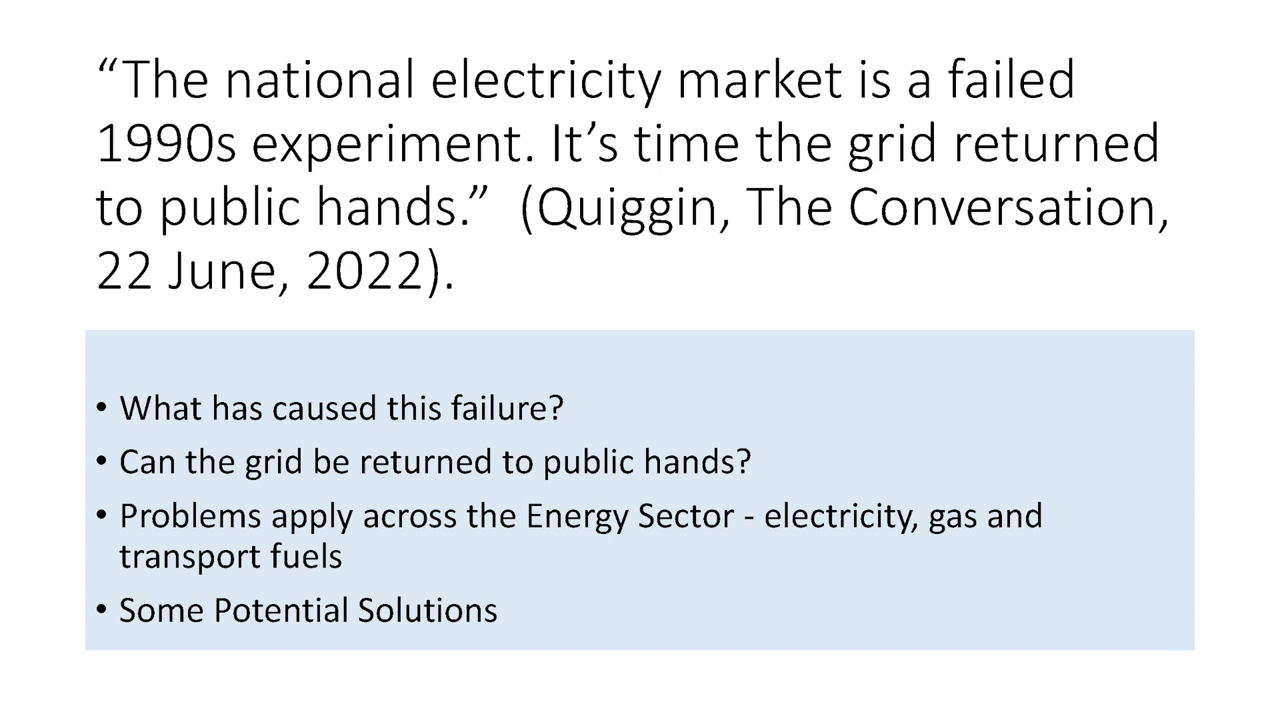 “The national electricity market is a failed
1990s experiment. It’s time the grid returned
to public hands.”  (Quiggin, The Conversation,
22 June, 2022).
• What has caused this failure?
• Can the grid be returned to public hands?
• Problems apply across the Energy Sector - electricity, gas and
transport fuels
• Some Potential Solutions